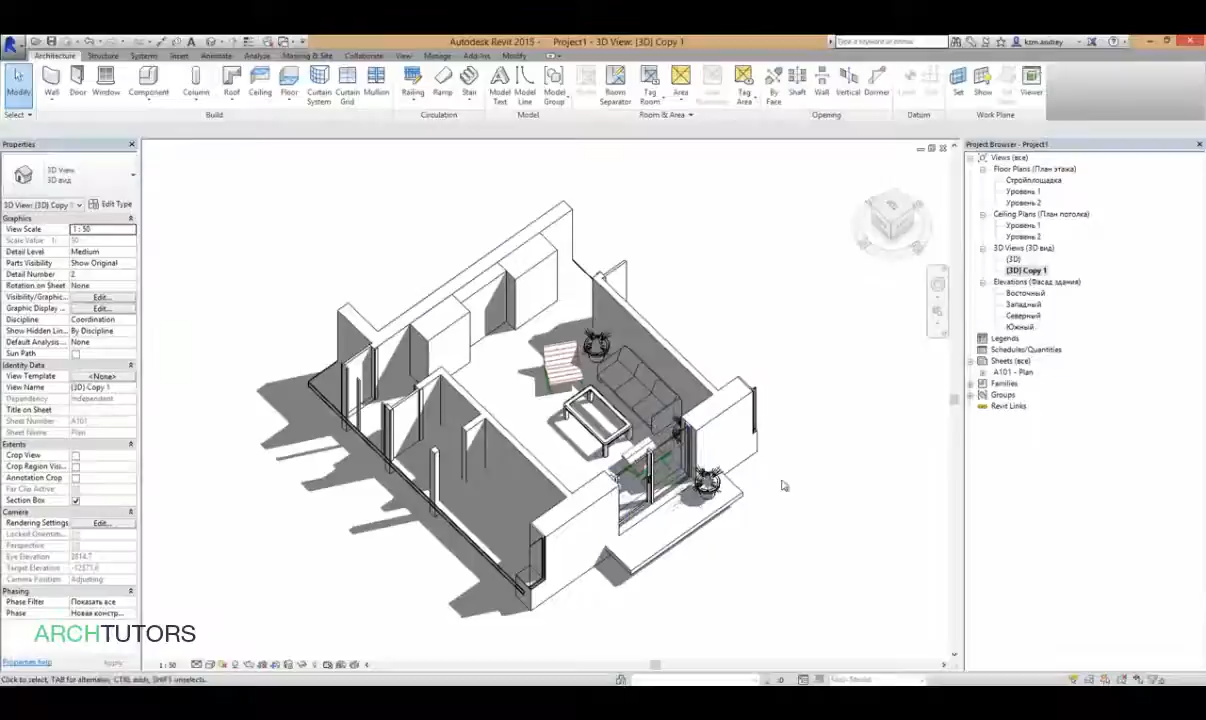 Autodesk Revit 2015 - Project1 - 3D View: {3D} Copy 1
Type a keyword or phrase
Architecture Structure Systems Insert Annotate Analyze Massing & Site Collaborate View Manage Add-Ins Modify
Modify Wall Door Window Component Column Roof Ceiling Floor Curtain System Curtain Grid Mullion Railing Ramp Stair Model Text Model Line Model Group Room Separator Tag Room Area Tag Area By Face Shaft Wall Vertical Dormer Set Show Viewer
Select Build Circulation Model Room & Area Opening Datum Work Plane
Properties
3D View
3D вид
3D View: {3D} Copy 1 Edit Type
Graphics
View Scale 1 : 50
Scale Value 1: 50
Detail Level Medium
Parts Visibility Show Original
Detail Number 2
Rotation on Sheet None
Visibility/Graphic... Edit...
Graphic Display ... Edit...
Discipline Coordination
Show Hidden Lin... By Discipline
Default Analysis... None
Sun Path
Identity Data
View Template <None>
View Name {3D} Copy 1
Dependency Independent
Title on Sheet
Sheet Number A101
Sheet Name Plan
Extents
Crop View
Crop Region Visi...
Annotation Crop
Far Clip Active
Section Box
Camera
Rendering Settings Edit...
Locked Orientat...
Perspective
Eye Elevation
Target Elevation
Camera Position Adjusting
Phasing
Phase Filter Показать все
Phase Новая констр...
ARCHTUTORS
Properties help Apply
1 : 50
Click to select, TAB for alternates, CTRL adds, SHIFT unselects.
Project Browser - Project1
Views (все)
Floor Plans (План этажа)
Стройплощадка
Уровень 1
Уровень 2
Ceiling Plans (План потолка)
Уровень 1
Уровень 2
3D Views (3D вид)
{3D}
{3D} Copy 1
Elevations (Фасад здания)
Восточный
Западный
Северный
Южный
Legends
Schedules/Quantities
Sheets (все)
A101 - Plan
Families
Groups
Revit Links